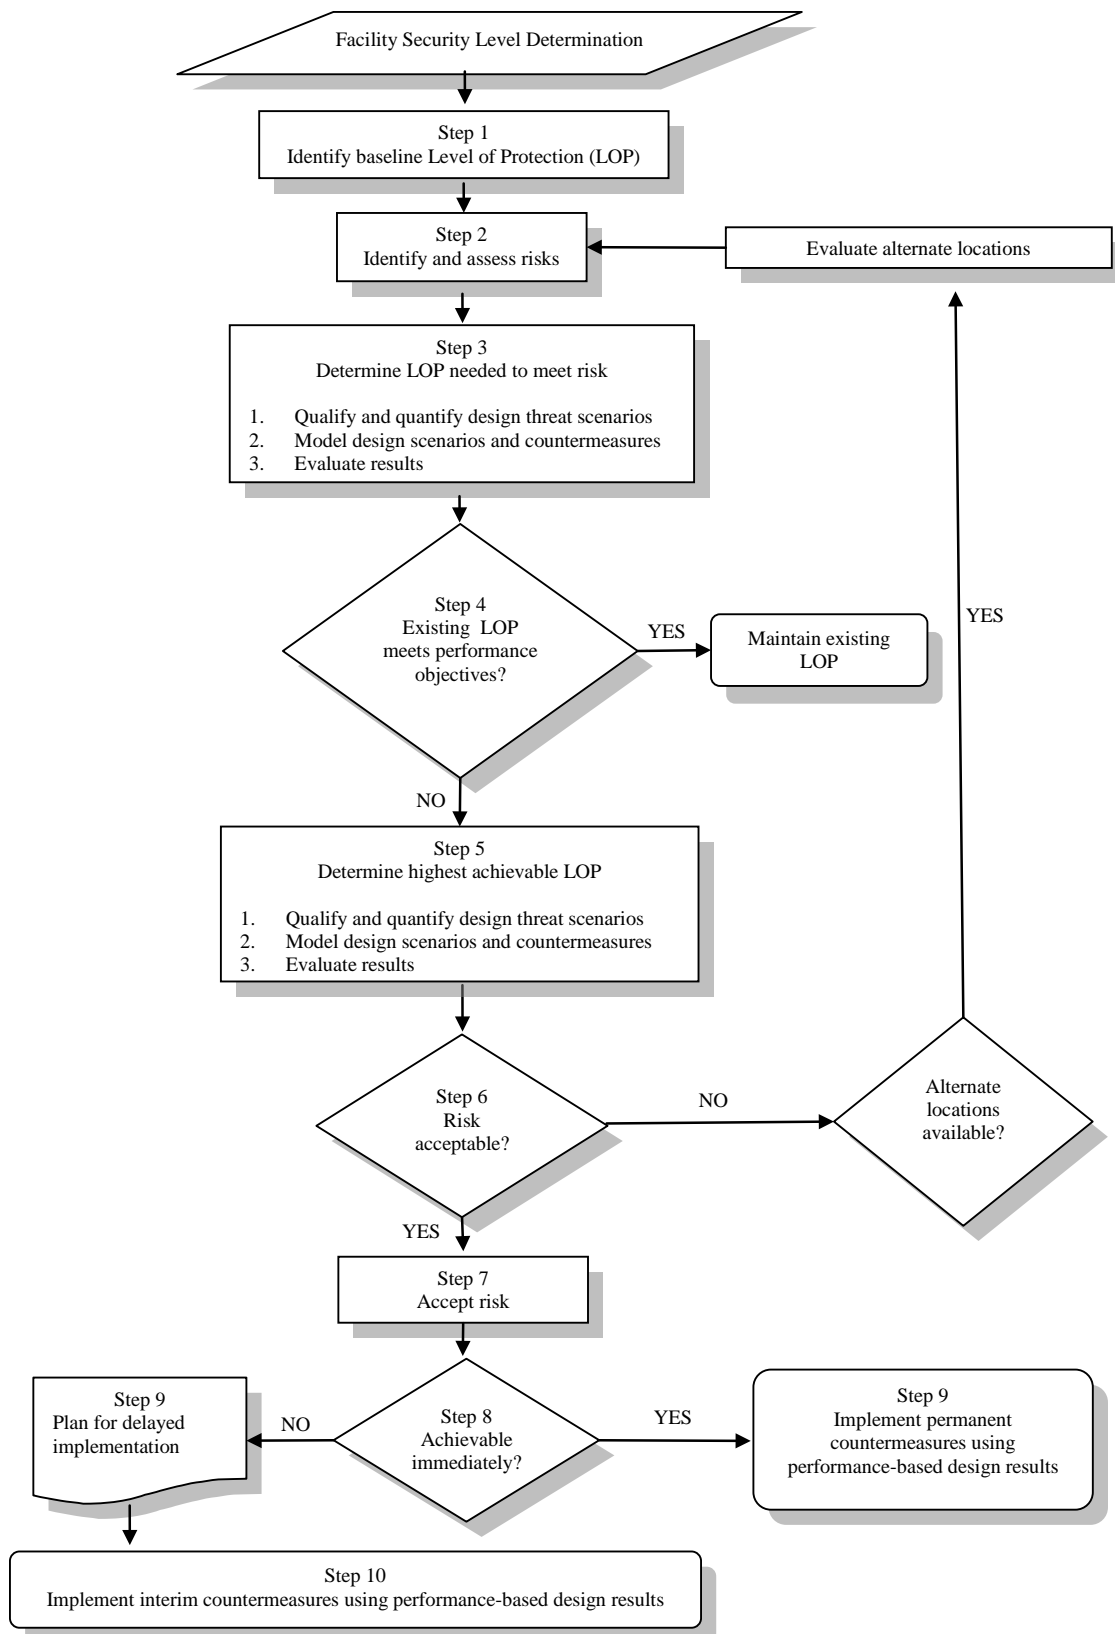 Facility Security Level Determination
Step 1
Identify baseline Level of Protection (LOP)
Step 2
Identify and assess risks
Evaluate alternate locations
Step 3
Determine LOP needed to meet risk
1. Qualify and quantify design threat scenarios
2. Model design scenarios and countermeasures
3. Evaluate results
Step 4
Existing LOP
meets performance
objectives?
YES
Maintain existing
LOP
YES
NO
Step 5
Determine highest achievable LOP
1. Qualify and quantify design threat scenarios
2. Model design scenarios and countermeasures
3. Evaluate results
Step 6
Risk
acceptable?
NO
Alternate
locations
available?
YES
Step 7
Accept risk
Step 9
Plan for delayed
implementation
NO
Step 8
Achievable
immediately?
YES
Step 9
Implement permanent
countermeasures using
performance-based design results
Step 10
Implement interim countermeasures using performance-based design results